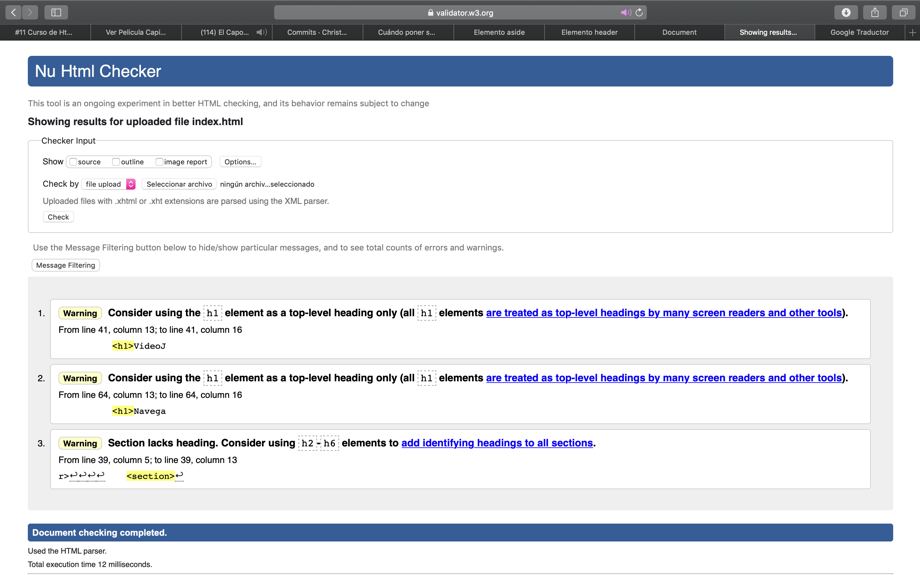 validator.w3.org
#11 Curso de Ht...
Ver Película Capi...
(114) El Capo...
Commits · Christ...
Cuándo poner s...
Elemento aside
Elemento header
Document
Showing results...
Google Traductor
Nu Html Checker
This tool is an ongoing experiment in better HTML checking, and its behavior remains subject to change
Showing results for uploaded file index.html
Checker Input
Show source outline image report Options...
Check by file upload Seleccionar archivo ningún archiv...seleccionado
Uploaded files with .xhtml or .xht extensions are parsed using the XML parser.
Check
Use the Message Filtering button below to hide/show particular messages, and to see total counts of errors and warnings.
Message Filtering
1. Warning Consider using the h1 element as a top-level heading only (all h1 elements are treated as top-level headings by many screen readers and other tools).
From line 41, column 13; to line 41, column 16
<h1>VideoJ
2. Warning Consider using the h1 element as a top-level heading only (all h1 elements are treated as top-level headings by many screen readers and other tools).
From line 64, column 13; to line 64, column 16
<h1>Navega
3. Warning Section lacks heading. Consider using h2-h6 elements to add identifying headings to all sections.
From line 39, column 5; to line 39, column 13
r>↩↩↩↩ <section>↩
Document checking completed.
Used the HTML parser.
Total execution time 12 milliseconds.